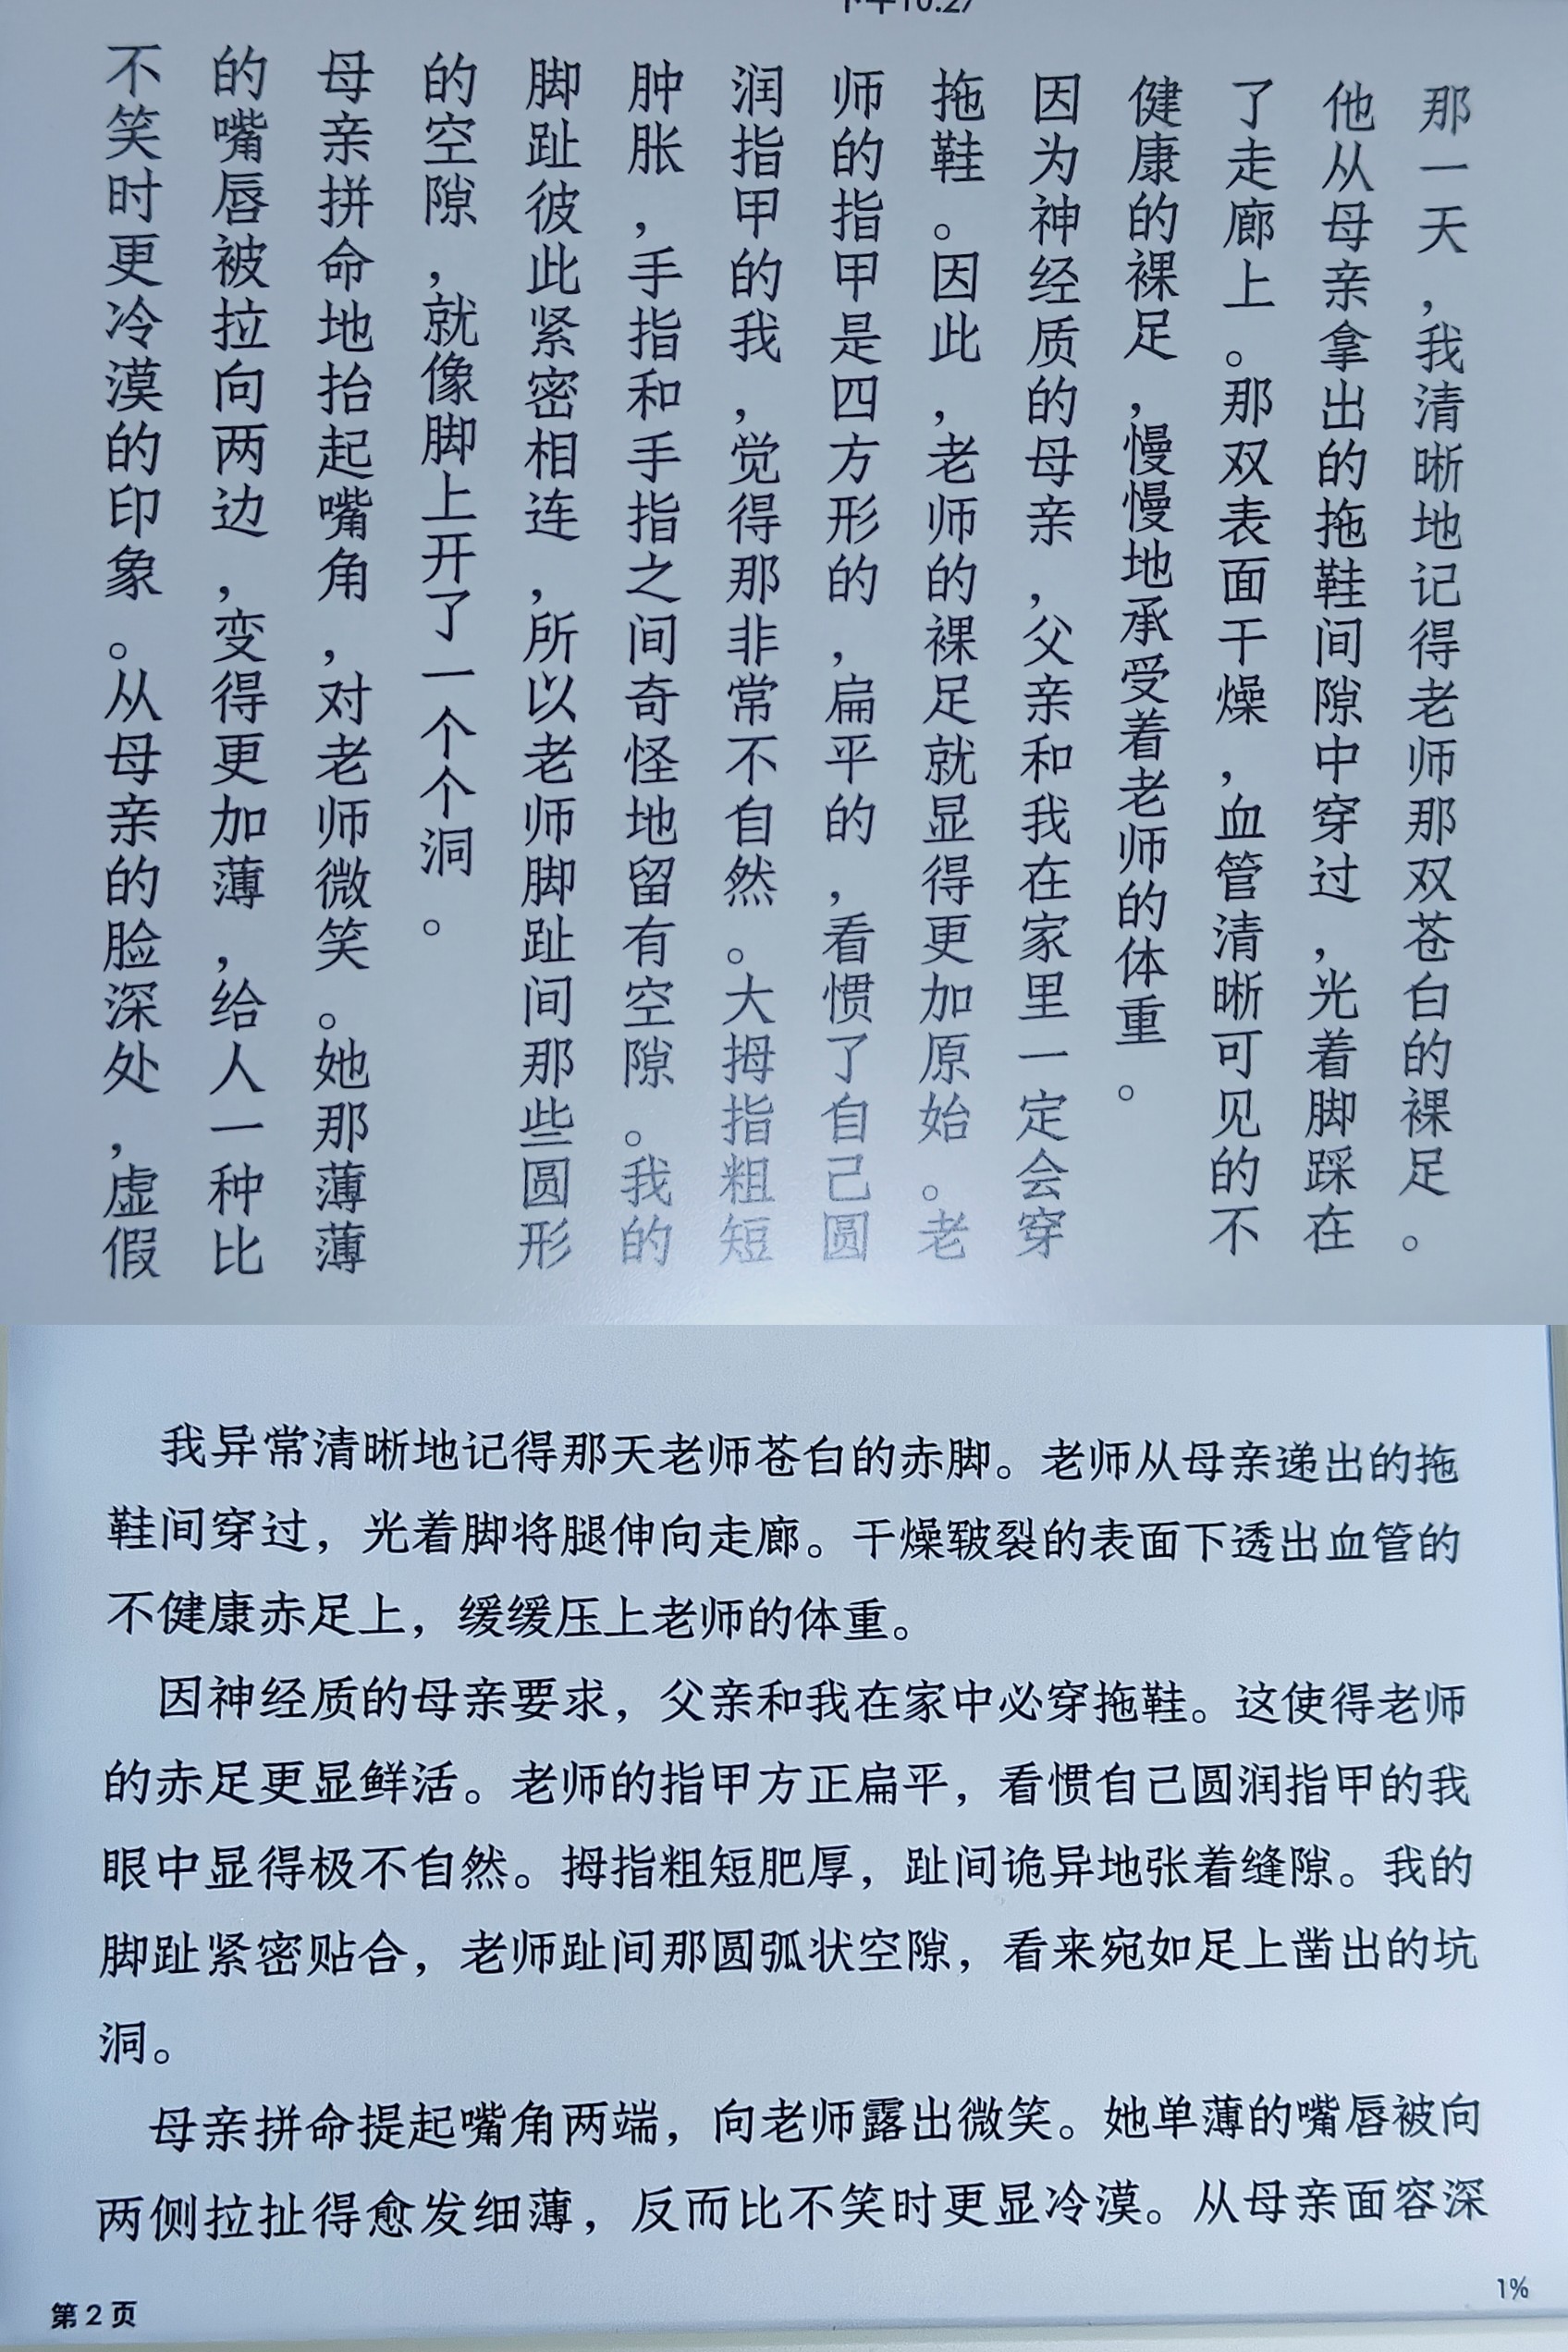 下午10:27
那一天，我清晰地记得老师那双苍白的裸足。
他从母亲拿出的拖鞋间隙中穿过，光着脚踩在
了走廊上。那双表面干燥，血管清晰可见的不
健康的裸足，慢慢地承受着老师的体重。
因为神经质的母亲，父亲和我在家里一定会穿
拖鞋。因此，老师的裸足就显得更加原始。老
师的指甲是四方形的，扁平的，看惯了自己圆
润指甲的我，觉得那非常不自然。大拇指粗短
肿胀，手指和手指之间奇怪地留有空隙。我的
脚趾彼此紧密相连，所以老师脚趾间那些圆形
的空隙，就像脚上开了一个个洞。
母亲拼命地抬起嘴角，对老师微笑。她那薄薄
的嘴唇被拉向两边，变得更加薄，给人一种比
不笑时更冷漠的印象。从母亲的脸深处，虚假
我异常清晰地记得那天老师苍白的赤脚。老师从母亲递出的拖
鞋间穿过，光着脚将腿伸向走廊。干燥皲裂的表面下透出血管的
不健康赤足上，缓缓压上老师的体重。
因神经质的母亲要求，父亲和我在家中必穿拖鞋。这使得老师
的赤足更显鲜活。老师的指甲方正扁平，看惯自己圆润指甲的我
眼中显得极不自然。拇指粗短肥厚，趾间诡异地张着缝隙。我的
脚趾紧密贴合，老师趾间那圆弧状空隙，看来宛如足上凿出的坑
洞。
母亲拼命提起嘴角两端，向老师露出微笑。她单薄的嘴唇被向
两侧拉扯得愈发细薄，反而比不笑时更显冷漠。从母亲面容深
第 2 页
1%